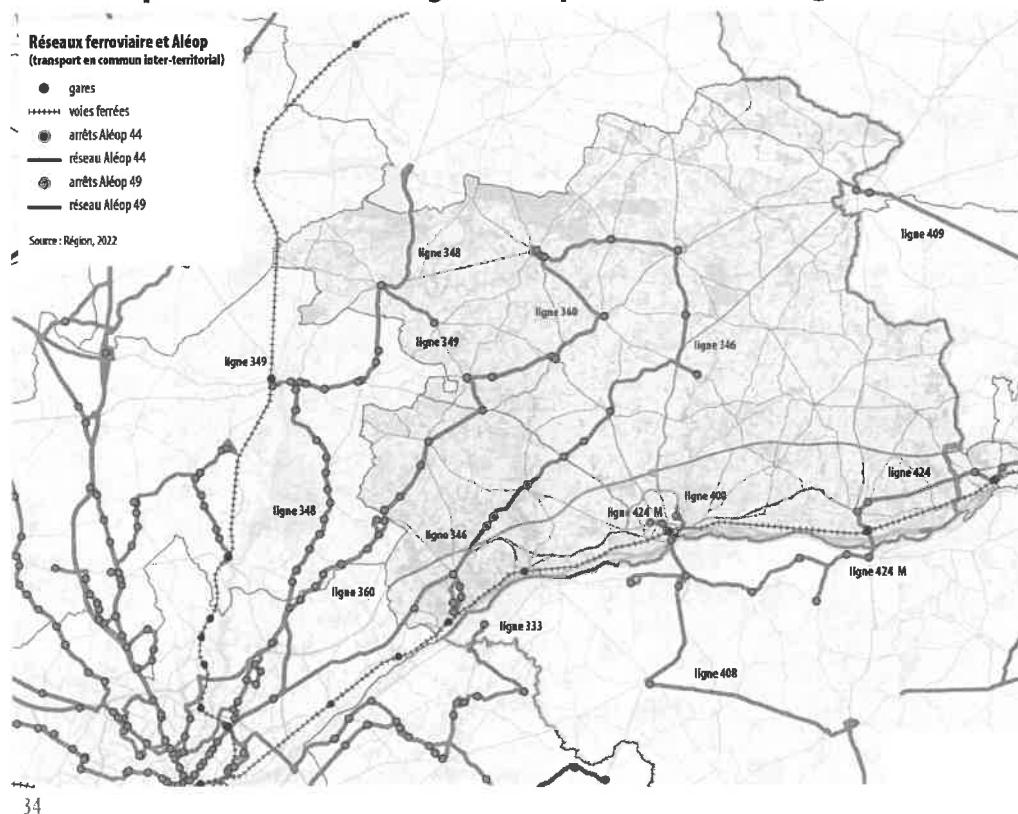 Réseaux ferroviaire et Aléop
(transport en commun inter-territorial)
gares
voies ferrées
arrêts Aléop 44
réseau Aléop 44
arrêts Aléop 49
réseau Aléop 49
Source : Région, 2022
ligne 409
ligne 348
ligne 360
ligne 349
ligne 346
ligne 349
ligne 424
ligne 400
ligne 424 M
ligne 348
ligne 346
ligne 424 M
ligne 360
ligne 333
ligne 408
34